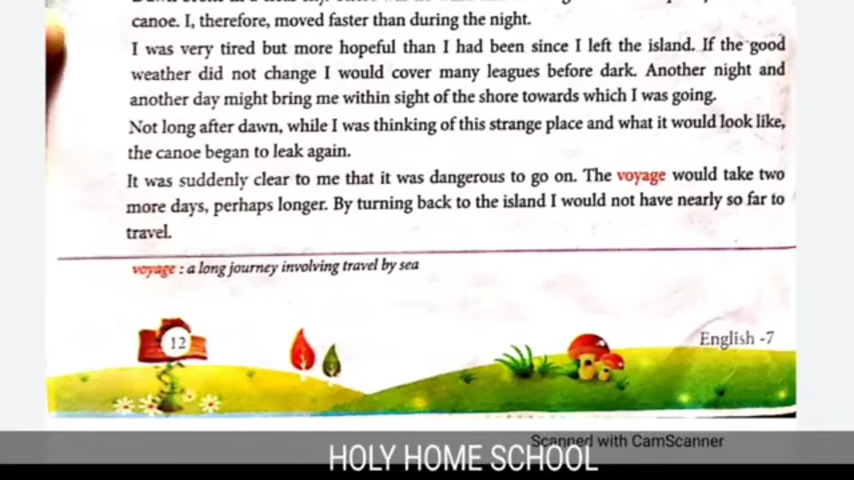 canoe. I, therefore, moved faster than during the night.
I was very tired but more hopeful than I had been since I left the island. If the good
weather did not change I would cover many leagues before dark. Another night and
another day might bring me within sight of the shore towards which I was going.
Not long after dawn, while I was thinking of this strange place and what it would look like,
the canoe began to leak again.
It was suddenly clear to me that it was dangerous to go on. The voyage would take two
more days, perhaps longer. By turning back to the island I would not have nearly so far to
travel.
voyage : a long journey involving travel by sea
12
English -7
Scanned with CamScanner
HOLY HOME SCHOOL